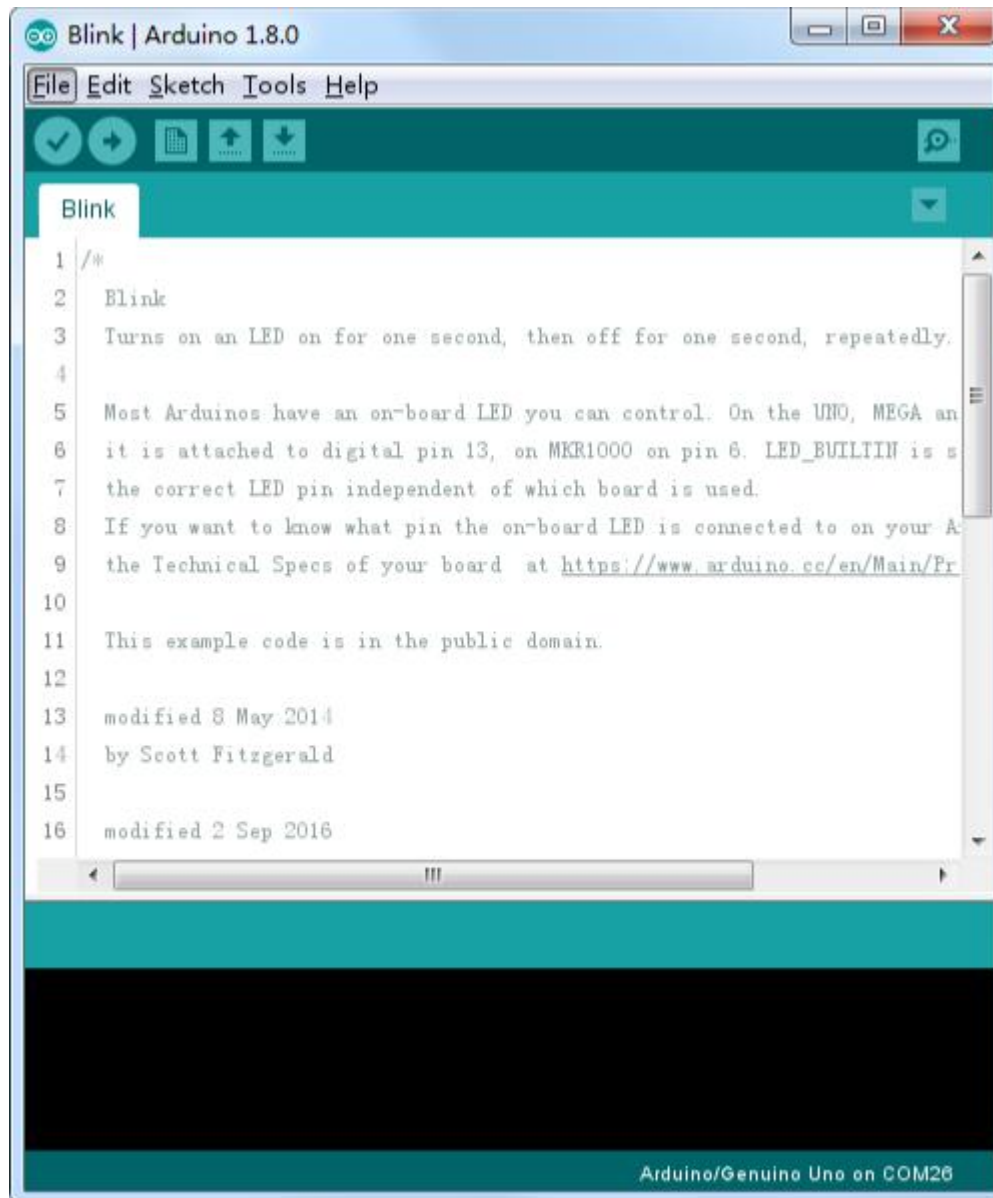 Blink | Arduino 1.8.0
File Edit Sketch Tools Help
Blink
1 /*
2 Blink
3 Turns on an LED on for one second, then off for one second, repeatedly.
4
5 Most Arduinos have an on-board LED you can control. On the UNO, MEGA an
6 it is attached to digital pin 13, on MKR1000 on pin 6. LED_BUILTIN is s
7 the correct LED pin independent of which board is used.
8 If you want to know what pin the on-board LED is connected to on your A
9 the Technical Specs of your board at https://www.arduino.cc/en/Main/Pr
10
11 This example code is in the public domain.
12
13 modified 8 May 2014
14 by Scott Fitzgerald
15
16 modified 2 Sep 2016
Arduino/Genuino Uno on COM26